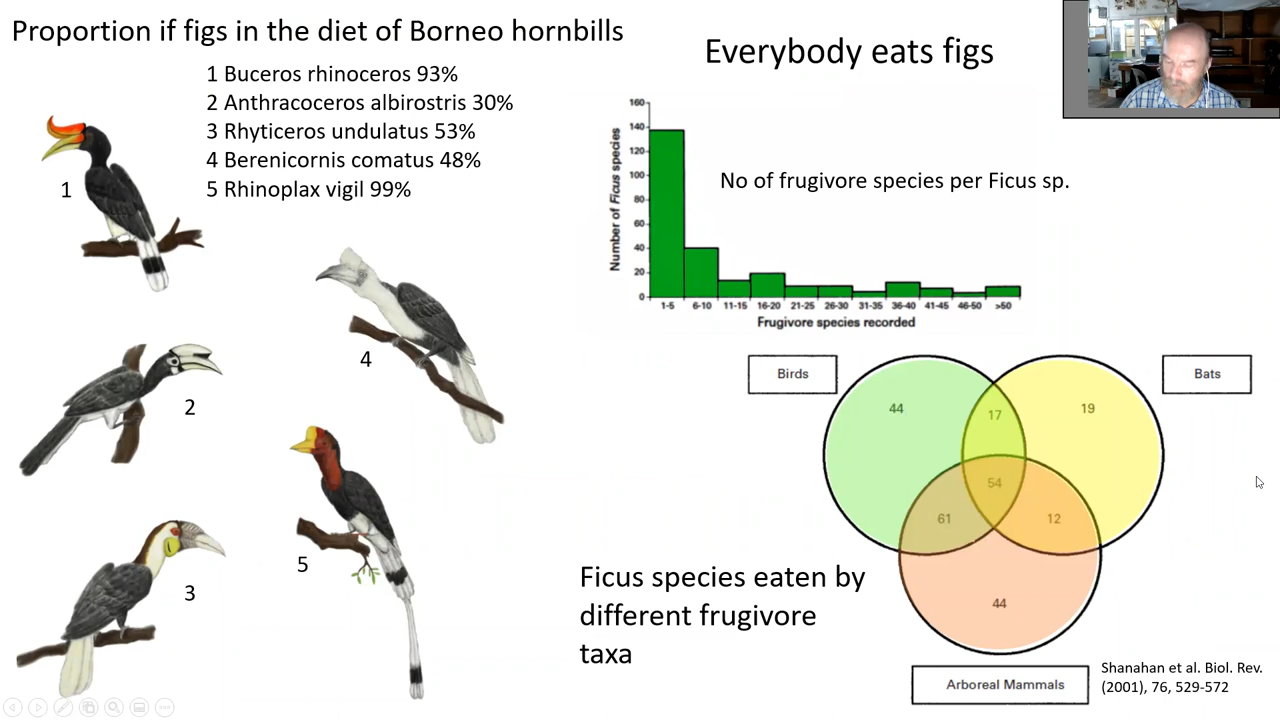 Proportion if figs in the diet of Borneo hornbills
1 Buceros rhinoceros 93%
2 Anthracoceros albirostris 30%
3 Rhyticeros undulatus 53%
4 Berenicornis comatus 48%
5 Rhinoplax vigil 99%
1
2
3
4
5
Everybody eats figs
Number of Ficus species
160
140
120
100
80
60
40
20
0
No of frugivore species per Ficus sp.
1-5 6-10 11-15 16-20 21-25 26-30 31-35 36-40 41-45 46-50 >50
Frugivore species recorded
Birds
Bats
44
17
19
54
61
12
44
Arboreal Mammals
Ficus species eaten by
different frugivore
taxa
Shanahan et al. Biol. Rev.
(2001), 76, 529-572